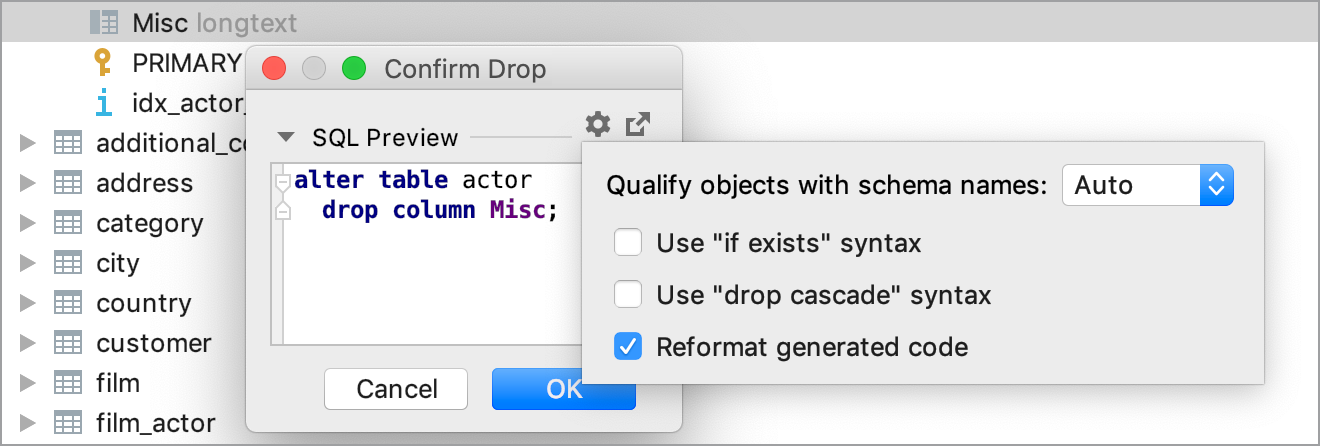 Misc longtext
PRIMARY
idx_actor_
additional_co
address
category
city
country
customer
film
film_actor
Confirm Drop
SQL Preview
alter table actor
drop column Misc;
Cancel
OK
Qualify objects with schema names: Auto
Use "if exists" syntax
Use "drop cascade" syntax
Reformat generated code